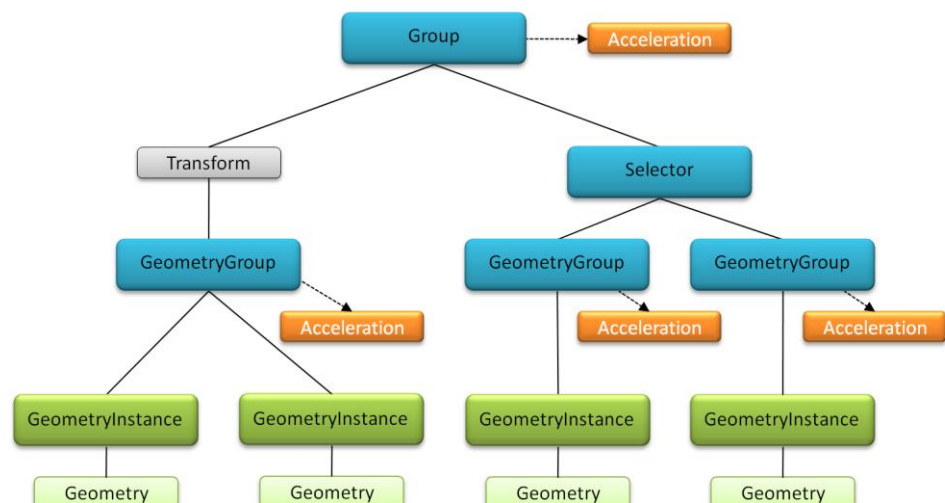 Group
Acceleration
Transform
Selector
GeometryGroup
GeometryGroup
GeometryGroup
Acceleration
Acceleration
Acceleration
GeometryInstance
GeometryInstance
GeometryInstance
GeometryInstance
Geometry
Geometry
Geometry
Geometry